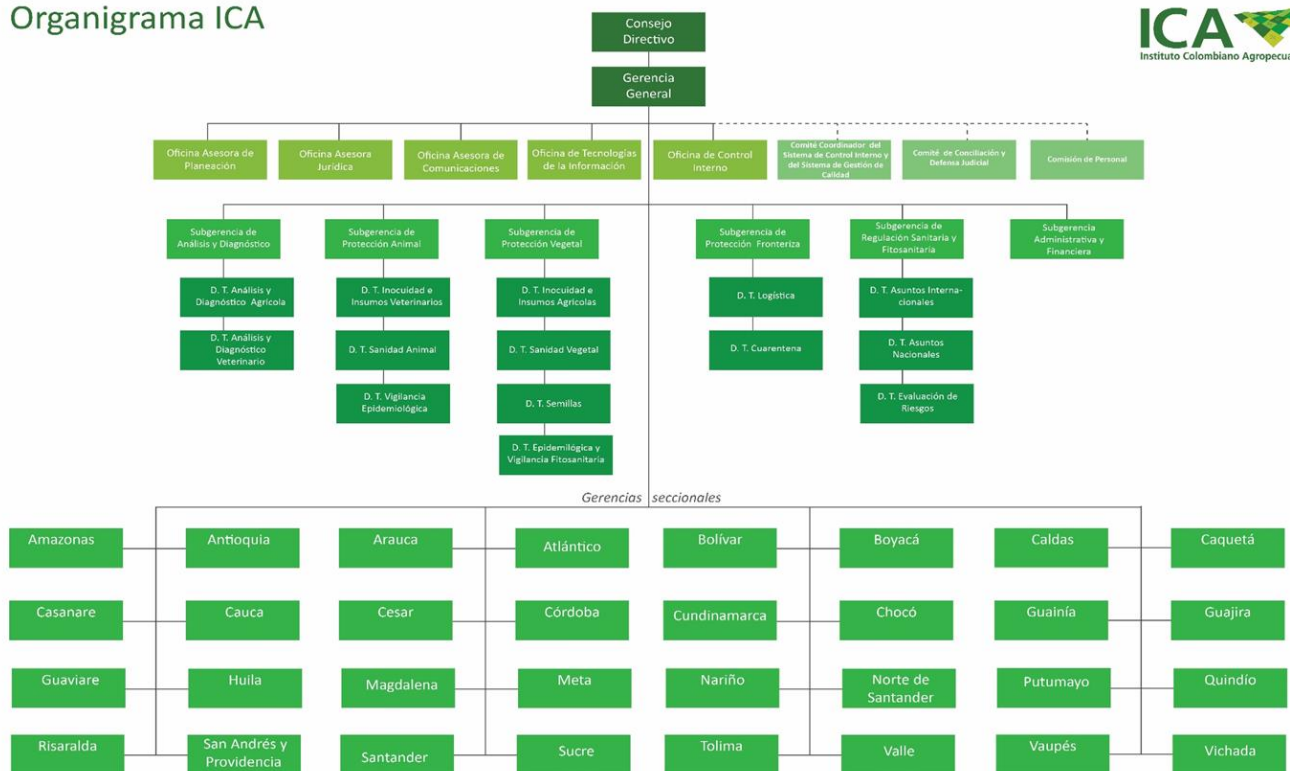 Organigrama ICA
ICA
Instituto Colombiano Agropecua
Consejo
Directivo
Gerencia
General
Oficina Asesora de
Planeación
Oficina Asesora
Jurídica
Oficina Asesora de
Comunicaciones
Oficina de Tecnologías
de la Información
Oficina de Control
Interno
Comité Coordinador del
Sistema de Control Interno y
del Sistema de Gestión de
Calidad
Comité de Conciliación y
Defensa Judicial
Comisión de Personal
Subgerencia de
Análisis y Diagnóstico
Subgerencia de
Protección Animal
Subgerencia de
Protección Vegetal
Subgerencia de
Protección Fronteriza
Subgerencia de
Regulación Sanitaria y
Fitosanitaria
Subgerencia
Administrativa y
Financiera
D. T. Análisis y
Diagnóstico Agrícola
D. T. Inocuidad e
Insumos Veterinarios
D. T. Inocuidad e
Insumos Agrícolas
D. T. Logística
D. T. Asuntos Interna-
cionales
D. T. Análisis y
Diagnóstico
Veterinario
D. T. Sanidad Animal
D. T. Sanidad Vegetal
D. T. Cuarentena
D. T. Asuntos
Nacionales
D. T. Vigilancia
Epidemiológica
D. T. Semillas
D. T. Evaluación de
Riesgos
D. T. Epidemilógica y
Vigilancia Fitosanitaria
Gerencias seccionales
Amazonas
Antioquia
Arauca
Atlántico
Bolívar
Boyacá
Caldas
Caquetá
Casanare
Cauca
Cesar
Córdoba
Cundinamarca
Chocó
Guainía
Guajira
Guaviare
Huila
Magdalena
Meta
Nariño
Norte de
Santander
Putumayo
Quindío
Risaralda
San Andrés y
Providencia
Santander
Sucre
Tolima
Valle
Vaupés
Vichada